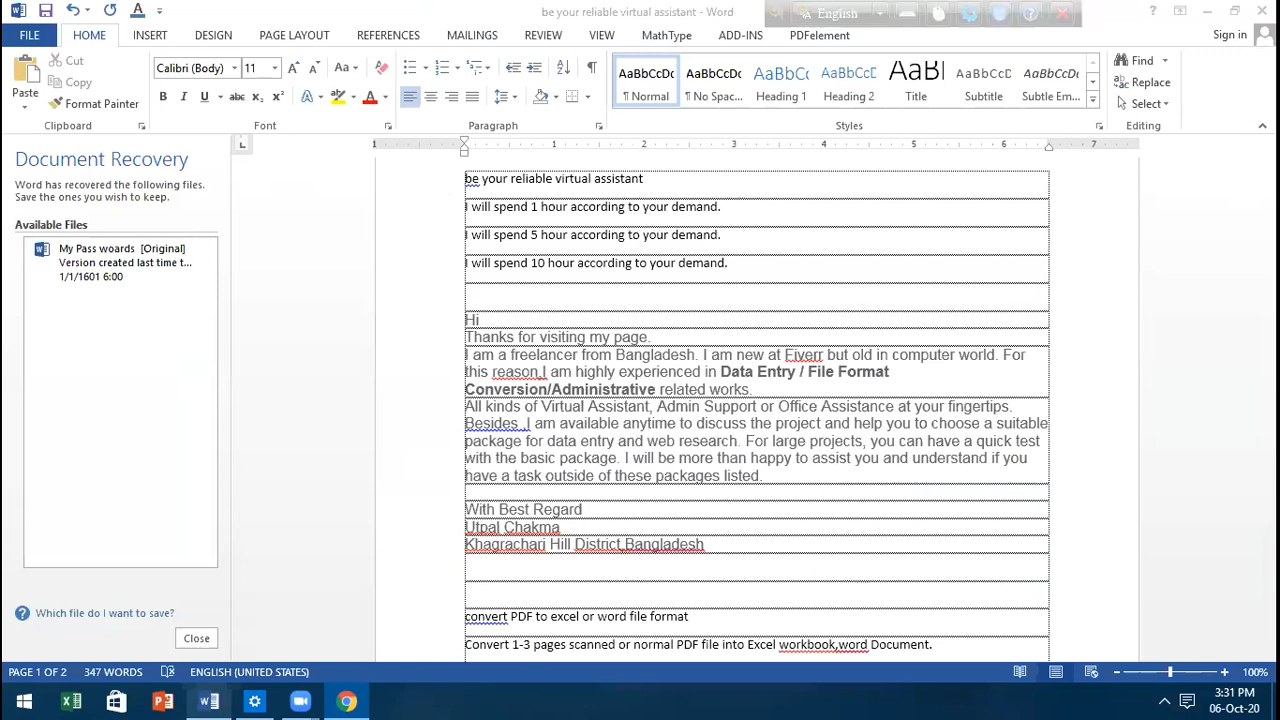 be your reliable virtual assistant - Word
English
FILE HOME INSERT DESIGN PAGE LAYOUT REFERENCES MAILINGS REVIEW VIEW MathType ADD-INS PDFelement Sign in
Paste
Cut
Copy
Format Painter
Calibri (Body) 11
Aa
B I U abc x₂ x²
A A A
AaBbCcDc AaBbCcDc AaBbCc AaBbCcD AaBl AaBbCcD AaBbCcDc
¶ Normal ¶ No Spac... Heading 1 Heading 2 Title Subtitle Subtle Em...
Find
Replace
Select
Clipboard Font Paragraph Styles Editing
1 1 2 3 4 5 6 7
Document Recovery
Word has recovered the following files.
Save the ones you wish to keep.
Available Files
My Pass woards [Original]
Version created last time t...
1/1/1601 6:00
Which file do I want to save?
Close
be your reliable virtual assistant
I will spend 1 hour according to your demand.
I will spend 5 hour according to your demand.
I will spend 10 hour according to your demand.
Hi
Thanks for visiting my page.
I am a freelancer from Bangladesh. I am new at Fiverr but old in computer world. For
this reason,I am highly experienced in Data Entry / File Format
Conversion/Administrative related works.
All kinds of Virtual Assistant, Admin Support or Office Assistance at your fingertips.
Besides ,I am available anytime to discuss the project and help you to choose a suitable
package for data entry and web research. For large projects, you can have a quick test
with the basic package. I will be more than happy to assist you and understand if you
have a task outside of these packages listed.
With Best Regard
Utpal Chakma
Khagrachari Hill District,Bangladesh
convert PDF to excel or word file format
Convert 1-3 pages scanned or normal PDF file into Excel workbook,word Document.
PAGE 1 OF 2 347 WORDS ENGLISH (UNITED STATES) 100%
3:31 PM
06-Oct-20